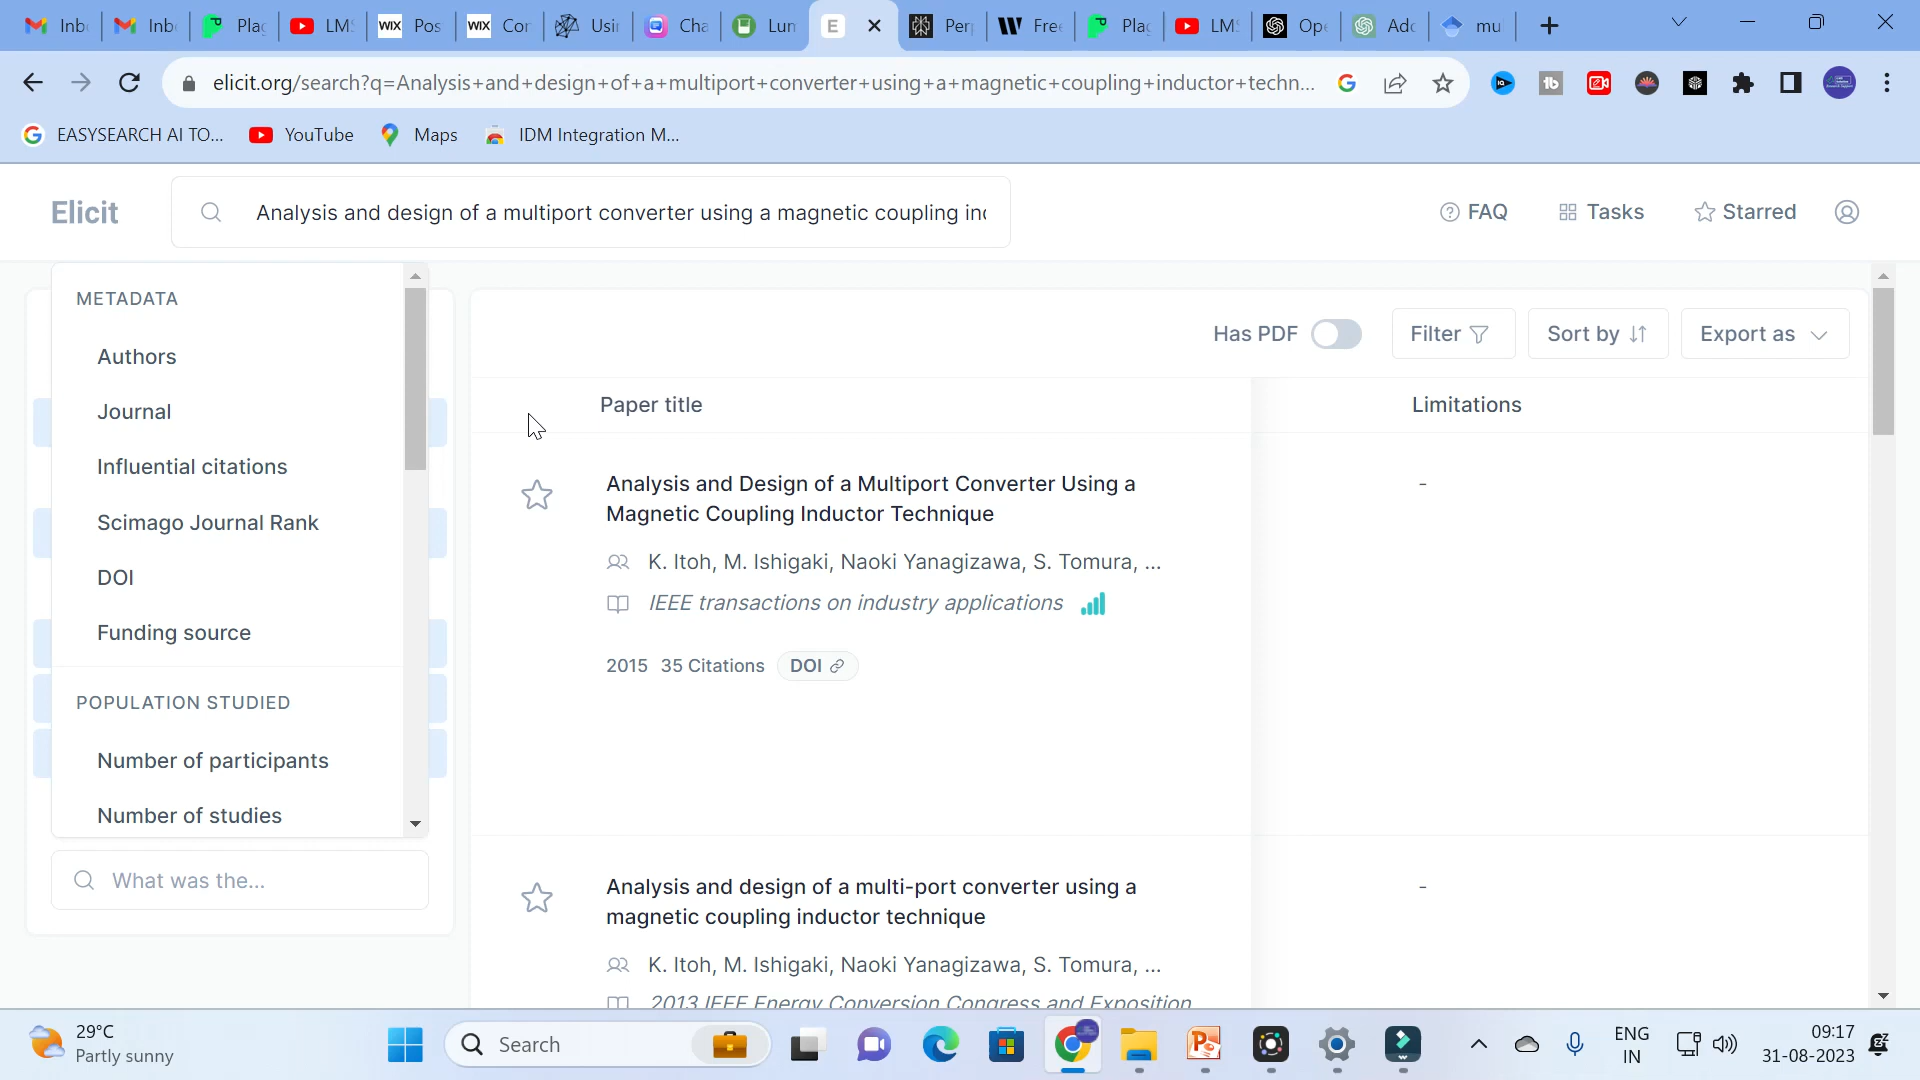 Inb Inb Plag LMS WIX Pos WIX Con Usin Cha Lun E Per Free Plag LMS Ope Ado mu
elicit.org/search?q=Analysis+and+design+of+a+multiport+converter+using+a+magnetic+coupling+inductor+techn...
EASYSEARCH AI TO... YouTube Maps IDM Integration M...
Elicit Analysis and design of a multiport converter using a magnetic coupling FAQ Tasks Starred
METADATA
Has PDF Filter Sort by Export as
Authors
Paper title Limitations
Journal
Influential citations
Analysis and Design of a Multiport Converter Using a -
Magnetic Coupling Inductor Technique
Scimago Journal Rank
K. Itoh, M. Ishigaki, Naoki Yanagizawa, S. Tomura, ...
DOI
IEEE transactions on industry applications
Funding source
2015 35 Citations DOI
POPULATION STUDIED
Number of participants
Number of studies
What was the...
Analysis and design of a multi-port converter using a -
magnetic coupling inductor technique
K. Itoh, M. Ishigaki, Naoki Yanagizawa, S. Tomura, ...
2013 IEEE Energy Conversion Congress and Exposition
29°C
Partly sunny
Search
ENG
IN
09:17
31-08-2023